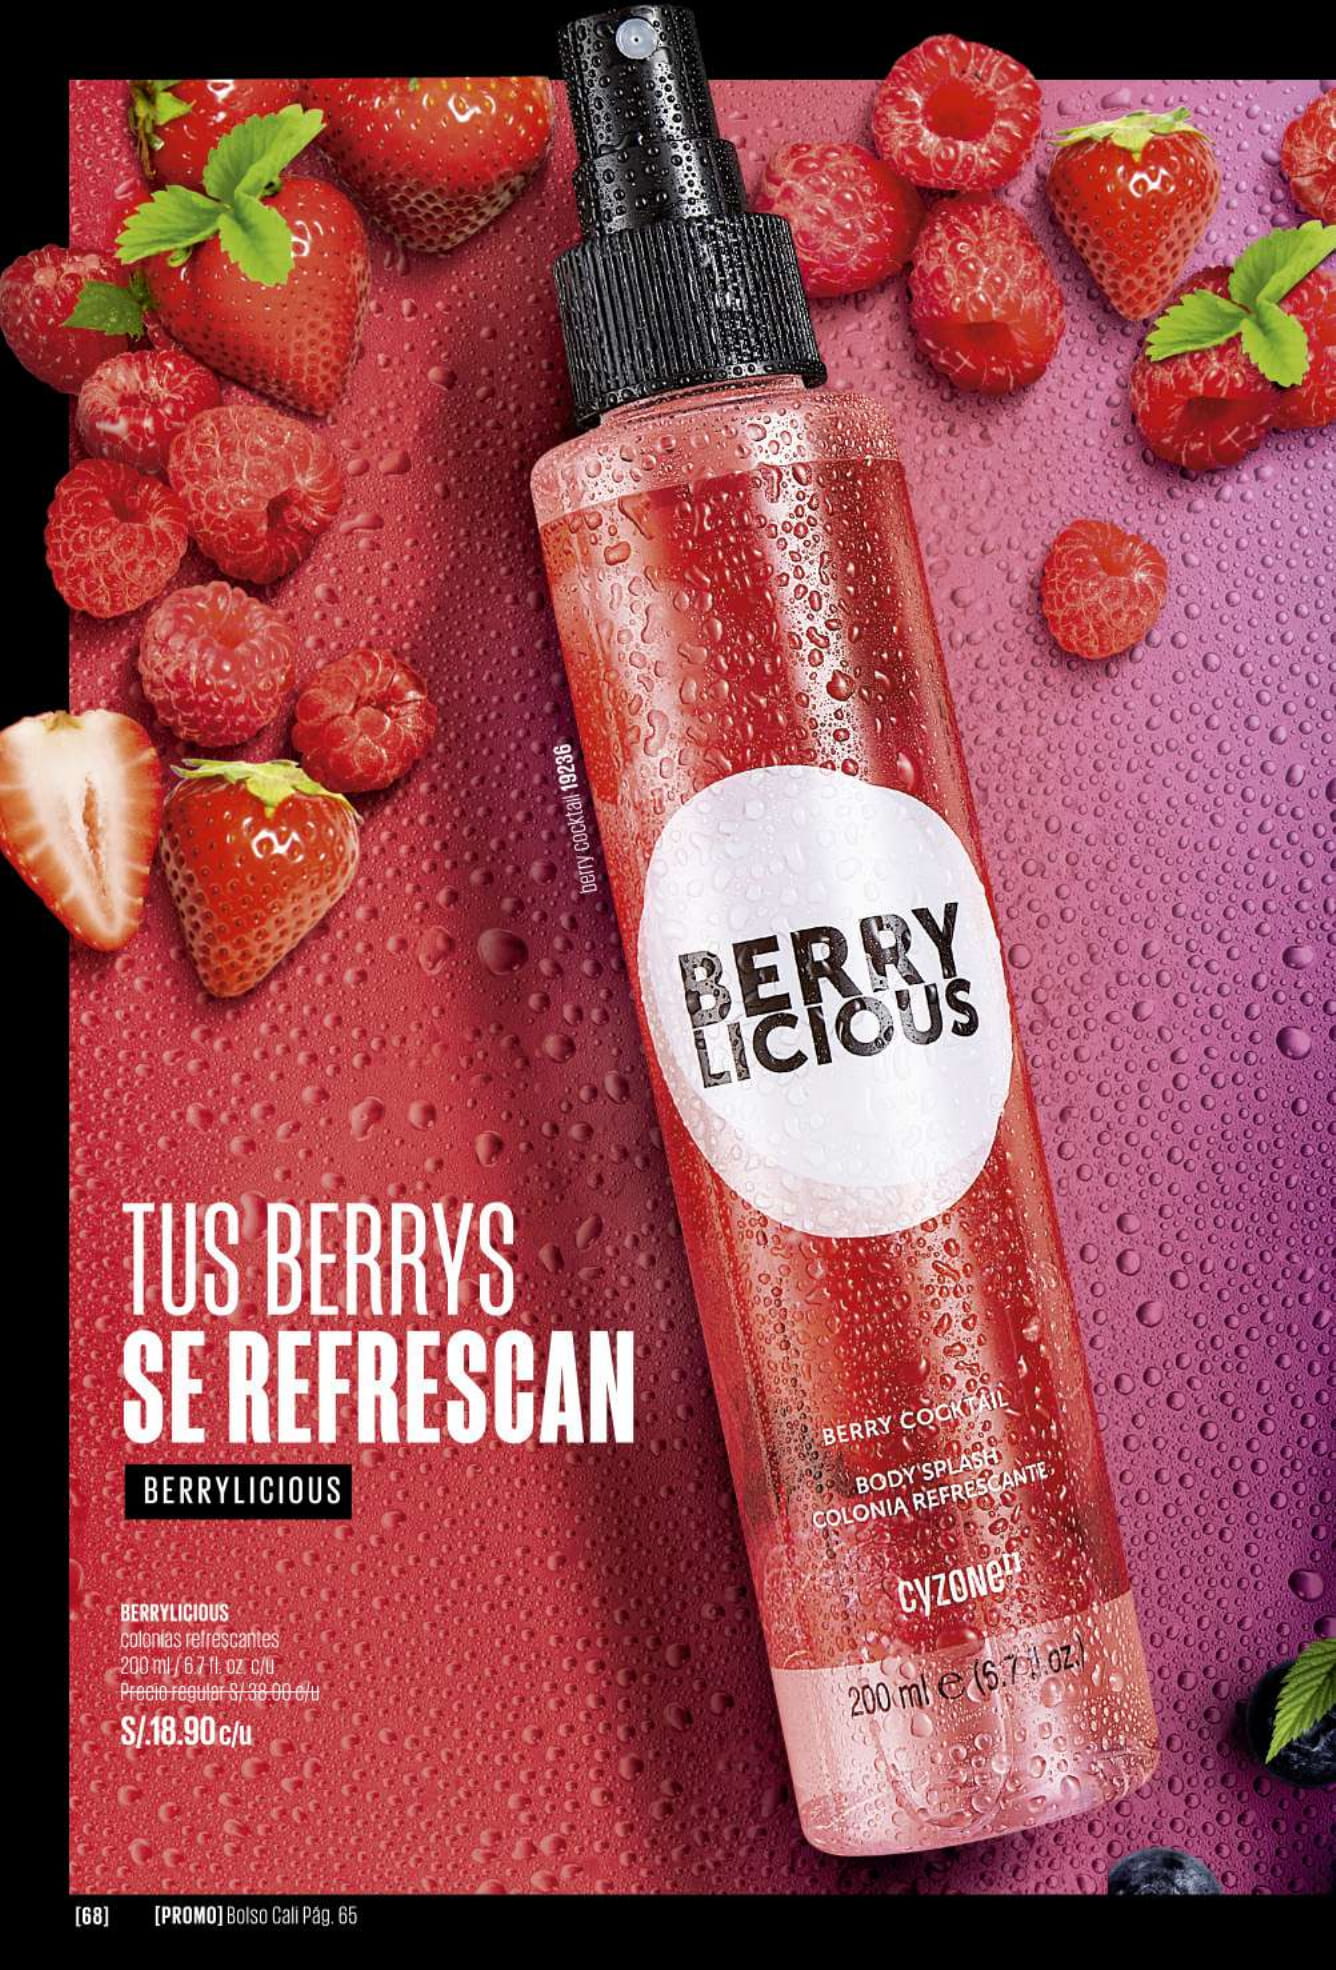 berry cocktail 19236
BERRY
LICIOUS
TUS BERRYS
SE REFRESCAN
BERRYLICIOUS
BERRY COCKTAIL
BODY SPLASH
COLONIA REFRESCANTE
cyzone
200 ml e (6.7 fl.oz.)
BERRYLICIOUS
colonias refrescantes
200 ml / 6.7 fl. oz. c/u
Precio regular S/.38.00 c/u
S/.18.90 c/u
[68] [PROMO] Bolso Cali Pág. 65